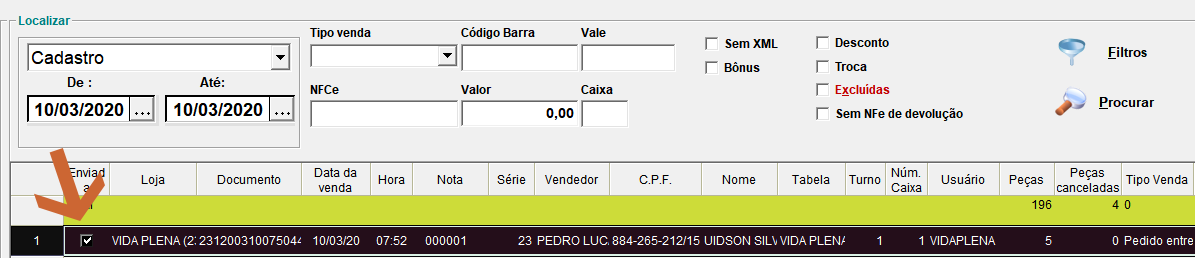 Localizar
Cadastro
De :
Até:
10/03/2020 ...
10/03/2020 ...
Tipo venda
Código Barra
Vale
NFCe
Valor
Caixa
0,00
Sem XML
Bônus
Desconto
Troca
Excluídas
Sem NFe de devolução
Filtros
Procurar
Enviad Loja Documento Data da venda Hora Nota Série Vendedor C.P.F. Nome Tabela Turno Núm. Caixa Usuário Peças Peças canceladas Tipo Venda
196 4 0
1 VIDA PLENA (2 231200310075044 10/03/20 07:52 000001 23 PEDRO LUC 884-265-212/15 UIDSON SILV VIDA PLENA 1 1 VIDAPLENA 5 0 Pedido entre